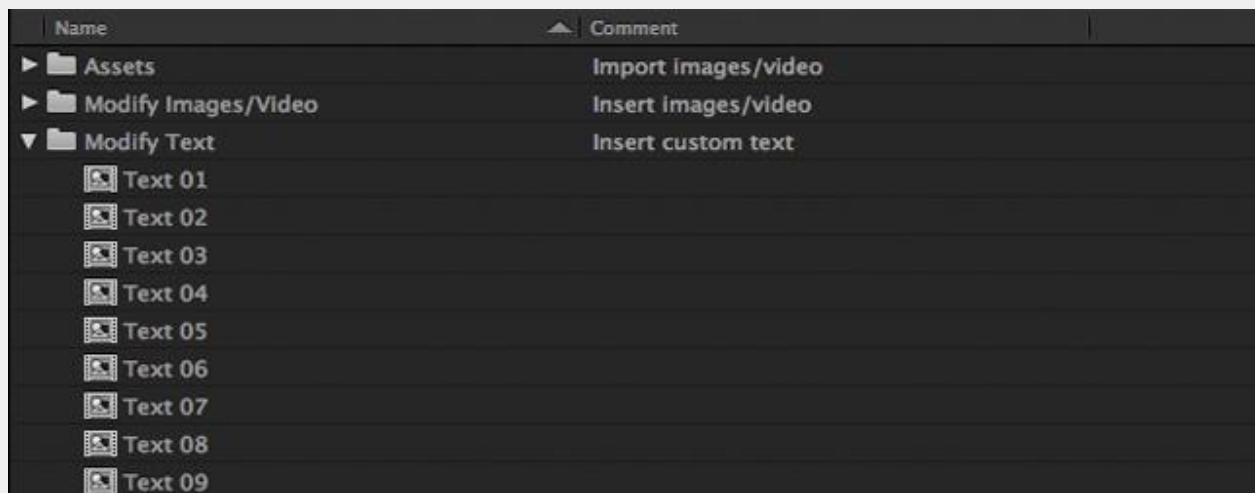 Name Comment
Assets Import images/video
Modify Images/Video Insert images/video
Modify Text Insert custom text
Text 01
Text 02
Text 03
Text 04
Text 05
Text 06
Text 07
Text 08
Text 09